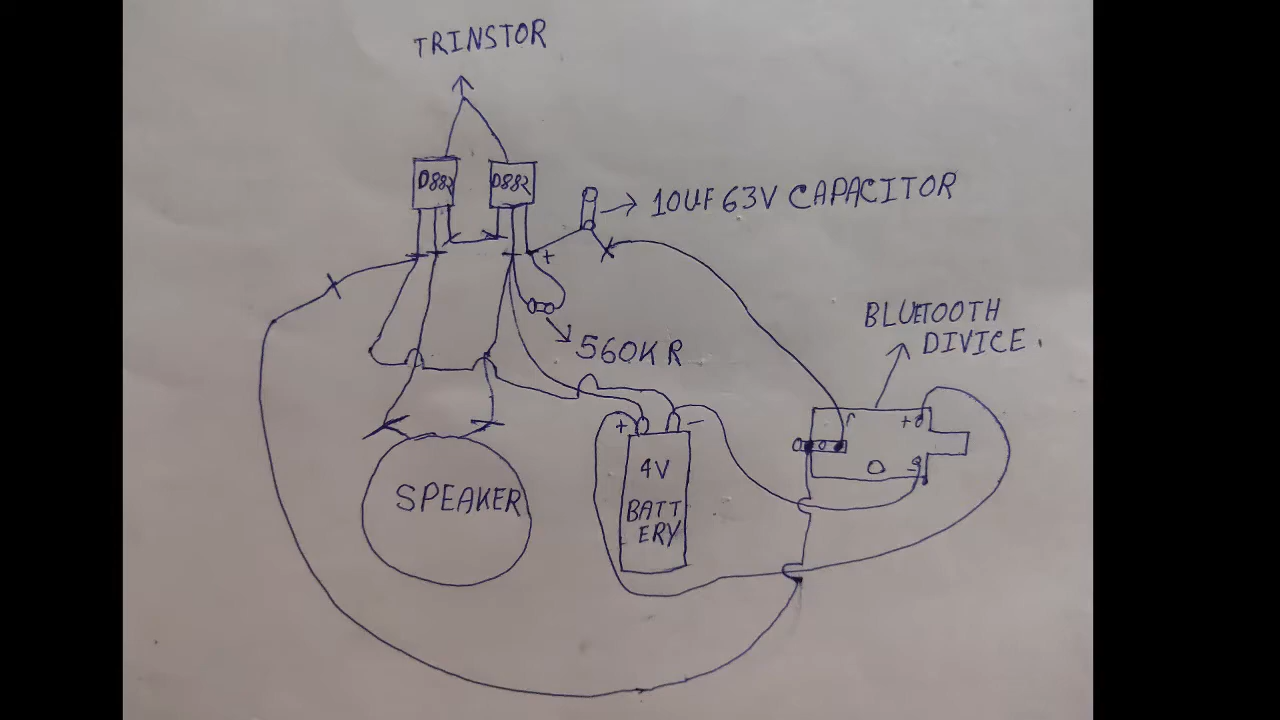 TRINSTOR
D882 D882
10UF 63V CAPACITOR
+
560K R
BLUETOOTH
DIVICE.
+ -
r +
-
4V
BATT
ERY
SPEAKER